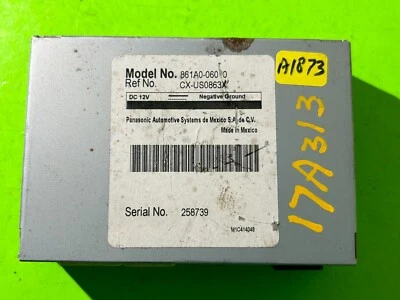 Model No. 861A0-06010
Ref No. CX-US0863X
DC 12V Negative Ground
Panasonic Automotive Systems de Mexico S.A. de C.V.
Made in Mexico
Serial No. 258739
A1873
17A313